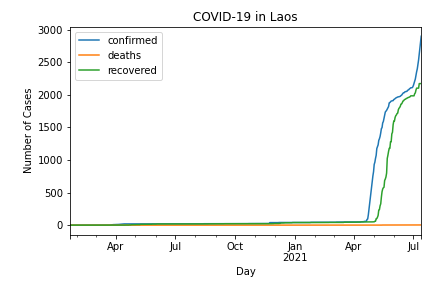 COVID-19 in Laos
confirmed
deaths
recovered
Number of Cases
3000
2500
2000
1500
1000
500
0
Apr
Jul
Oct
Jan
2021
Apr
Jul
Day